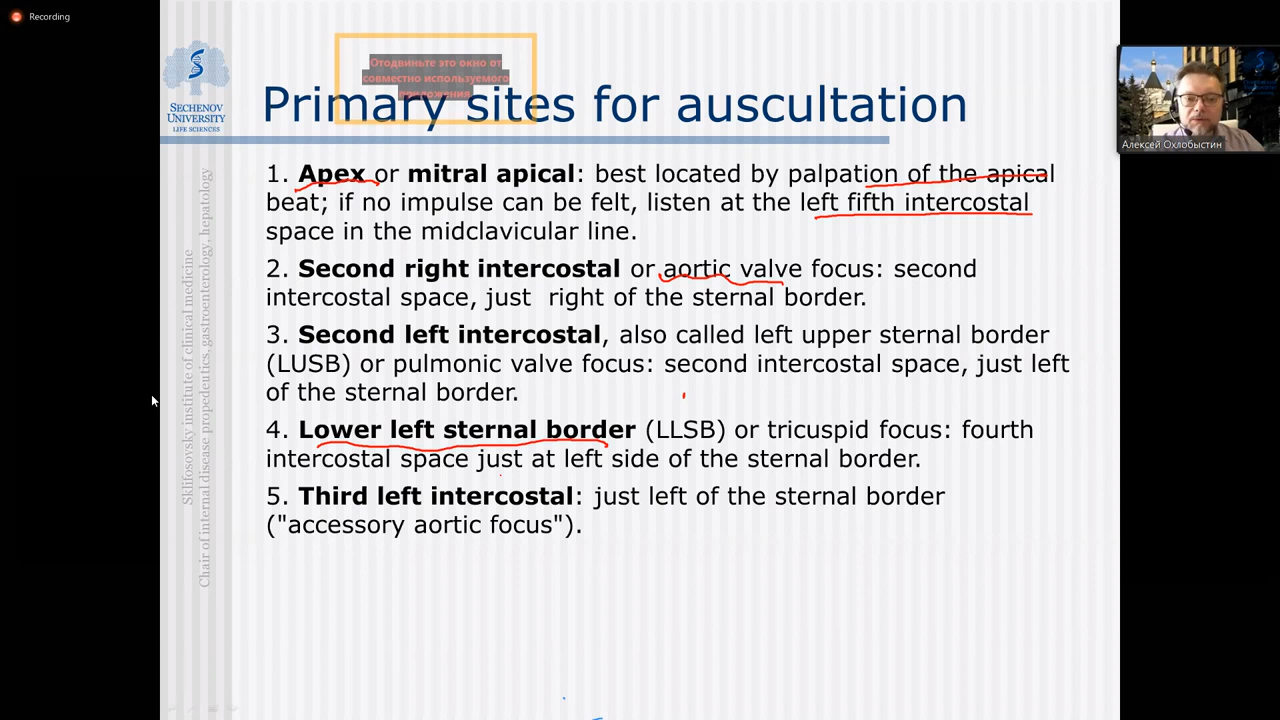 Recording
Отодвиньте это окно от
совместно используемого
приложения.
SECHENOV
UNIVERSITY
LIFE SCIENCES
Primary sites for auscultation
Алексей Охлобыстин
1. Apex or mitral apical: best located by palpation of the apical
beat; if no impulse can be felt, listen at the left fifth intercostal
space in the midclavicular line.
2. Second right intercostal or aortic valve focus: second
intercostal space, just right of the sternal border.
3. Second left intercostal, also called left upper sternal border
(LUSB) or pulmonic valve focus: second intercostal space, just left
of the sternal border.
4. Lower left sternal border (LLSB) or tricuspid focus: fourth
intercostal space just at left side of the sternal border.
5. Third left intercostal: just left of the sternal border
("accessory aortic focus").
Sklifosovsky institute of clinical medicine
Chair of internal disease propedeutics, gastroenterology, hepatology